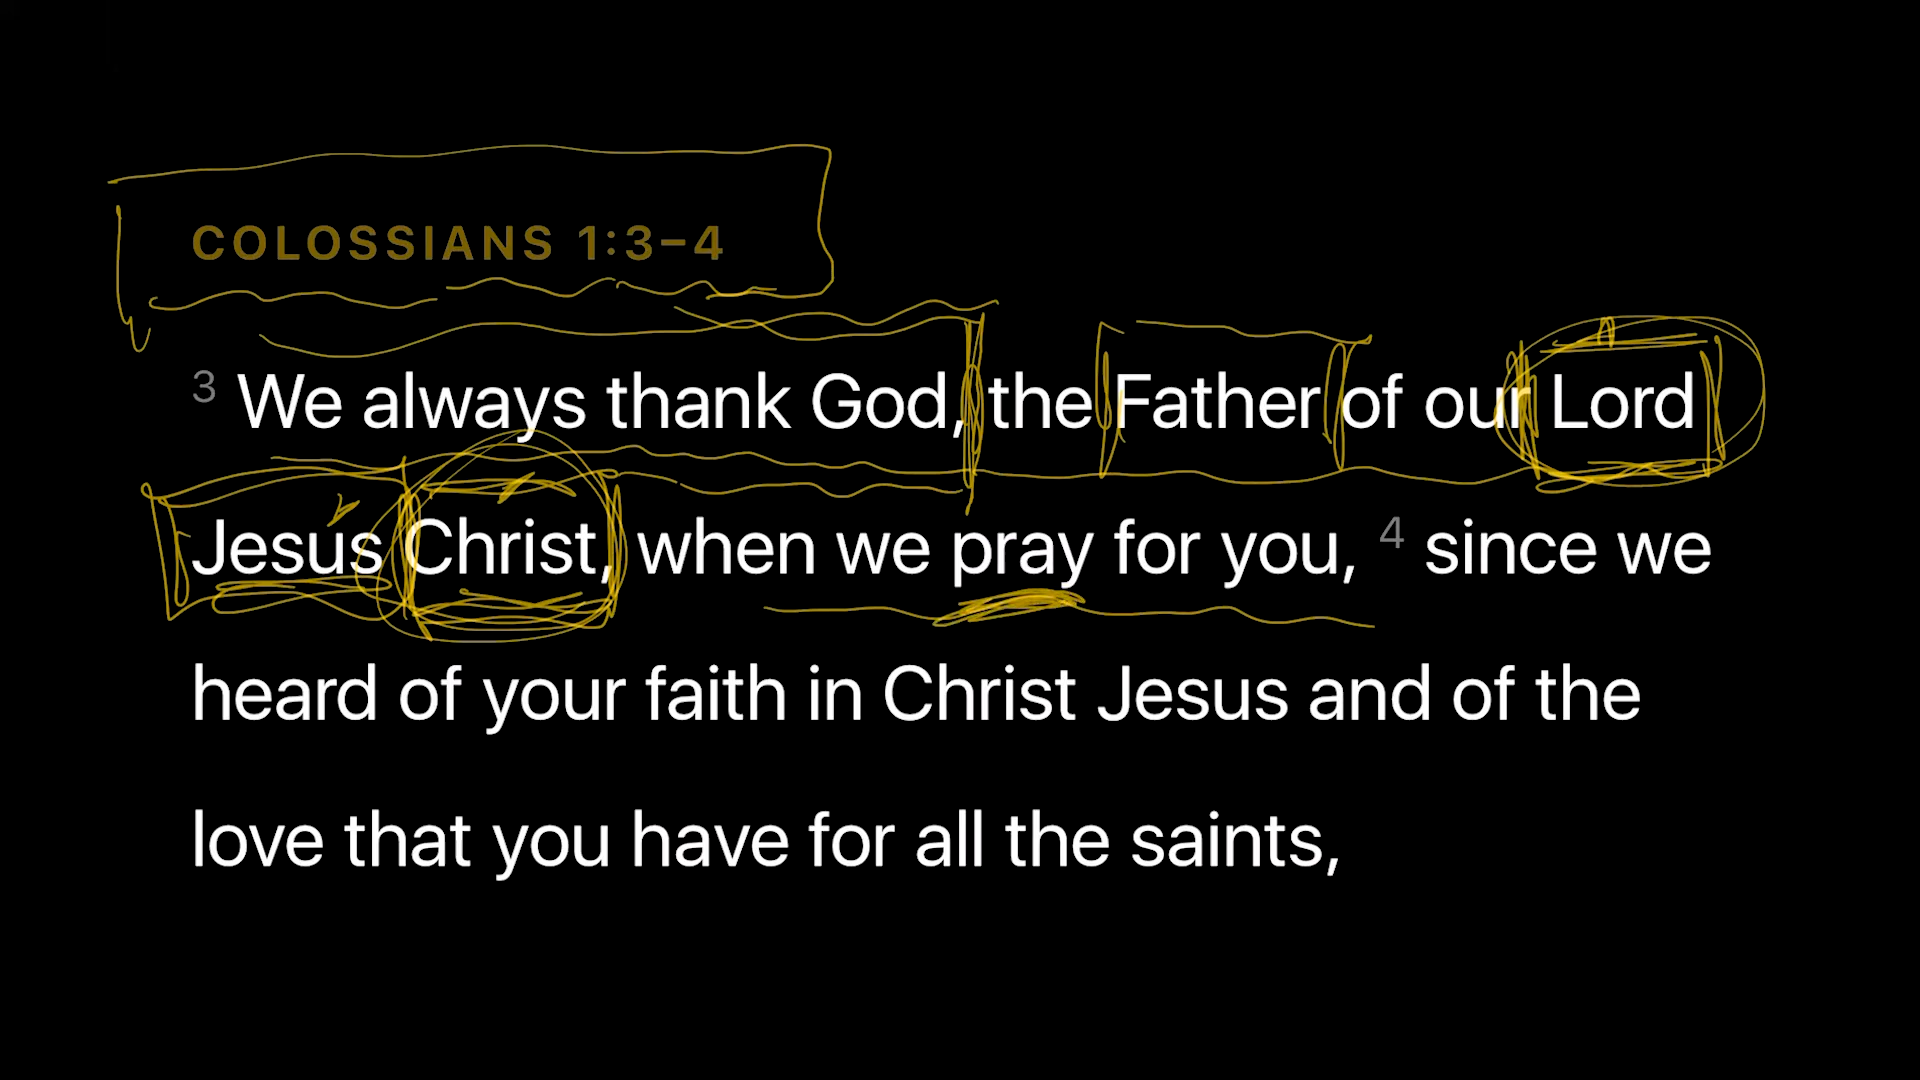 COLOSSIANS 1:3–4
3 We always thank God, the Father of our Lord
Jesus Christ, when we pray for you, 4 since we
heard of your faith in Christ Jesus and of the
love that you have for all the saints,